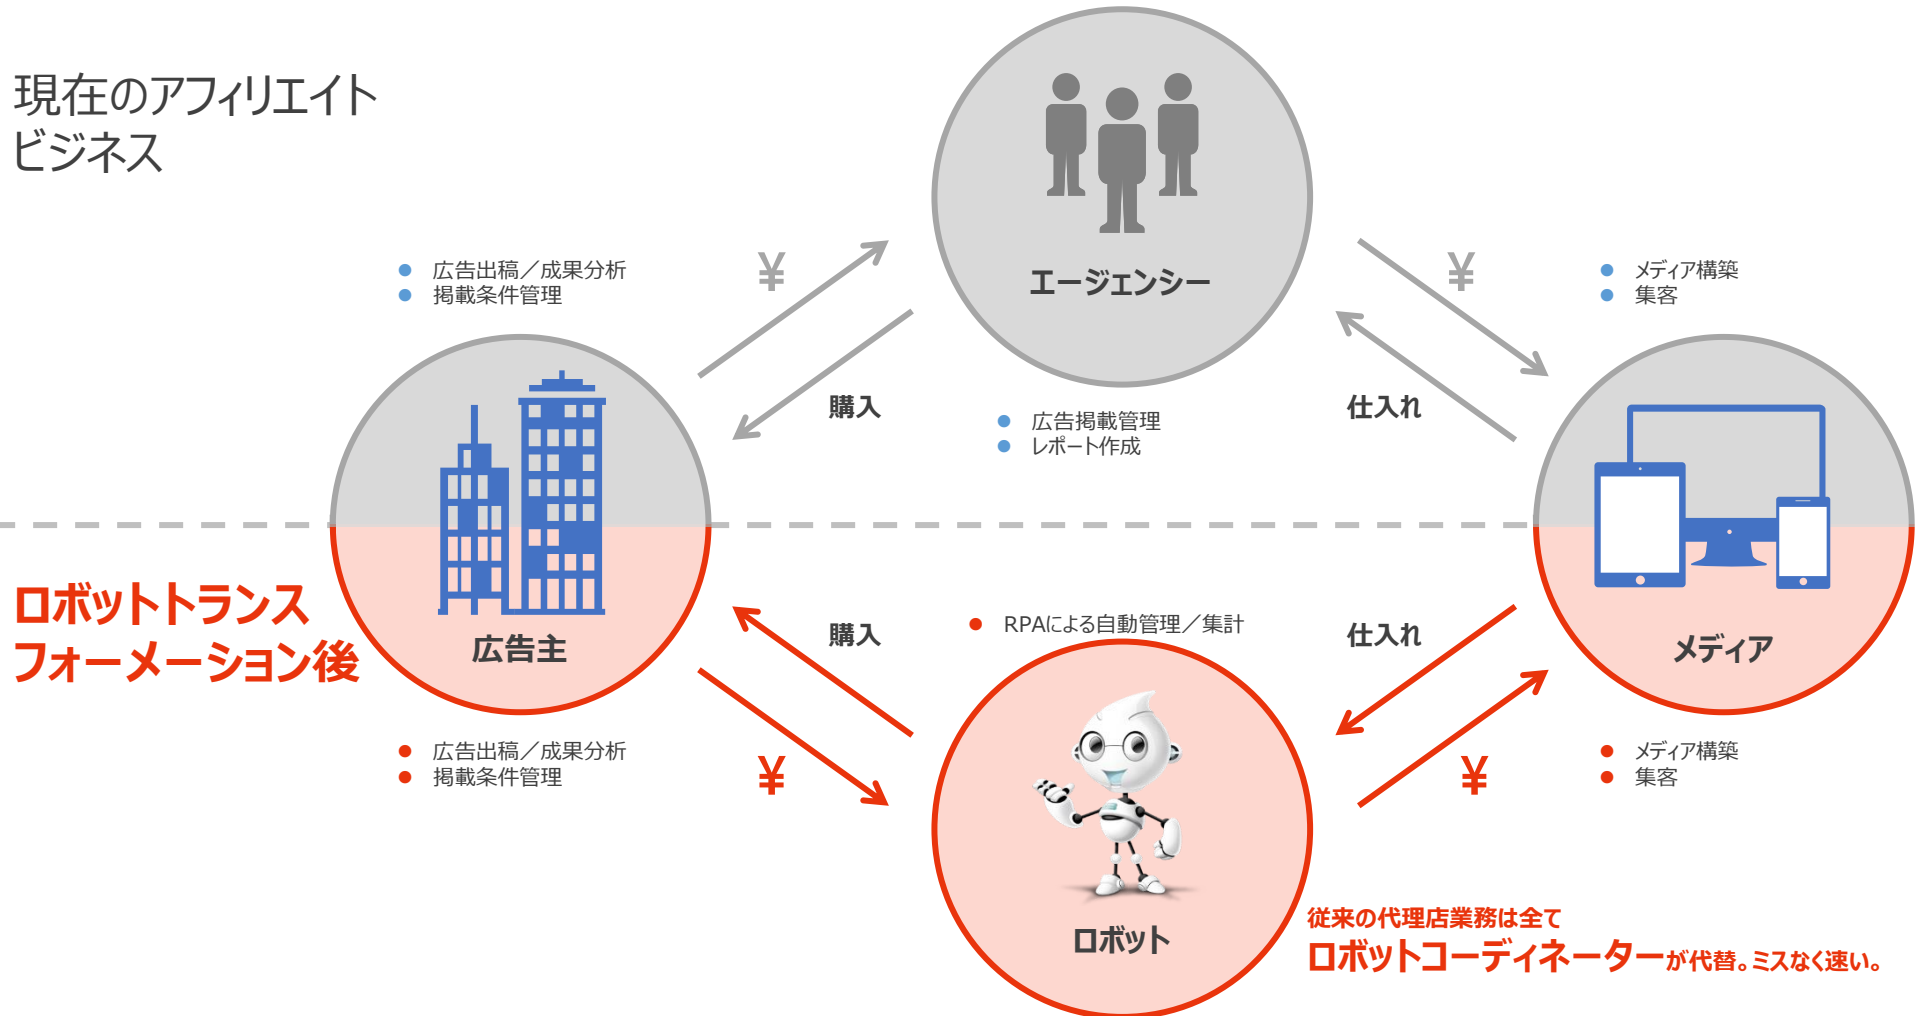 現在のアフィリエイト
ビジネス
エージェンシー
● 広告出稿／成果分析
● 掲載条件管理
¥
¥
● メディア構築
● 集客
購入
仕入れ
● 広告掲載管理
● レポート作成
ロボットトランス
フォーメーション後
広告主
メディア
購入
● RPAによる自動管理／集計
仕入れ
● 広告出稿／成果分析
● 掲載条件管理
¥
¥
● メディア構築
● 集客
ロボット
従来の代理店業務は全て
ロボットコーディネーターが代替。ミスなく速い。